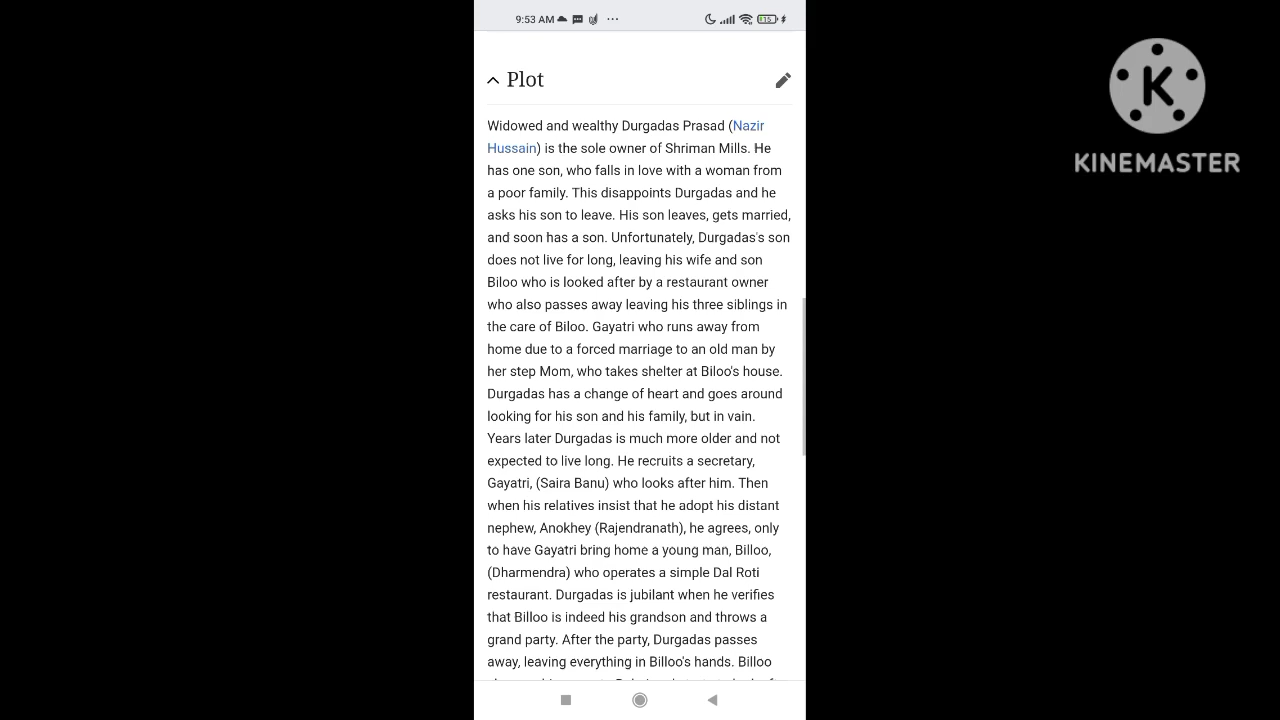 9:53 AM
15
Plot
K
KINEMASTER
Widowed and wealthy Durgadas Prasad (Nazir
Hussain) is the sole owner of Shriman Mills. He
has one son, who falls in love with a woman from
a poor family. This disappoints Durgadas and he
asks his son to leave. His son leaves, gets married,
and soon has a son. Unfortunately, Durgadas's son
does not live for long, leaving his wife and son
Biloo who is looked after by a restaurant owner
who also passes away leaving his three siblings in
the care of Biloo. Gayatri who runs away from
home due to a forced marriage to an old man by
her step Mom, who takes shelter at Biloo's house.
Durgadas has a change of heart and goes around
looking for his son and his family, but in vain.
Years later Durgadas is much more older and not
expected to live long. He recruits a secretary,
Gayatri, (Saira Banu) who looks after him. Then
when his relatives insist that he adopt his distant
nephew, Anokhey (Rajendranath), he agrees, only
to have Gayatri bring home a young man, Billoo,
(Dharmendra) who operates a simple Dal Roti
restaurant. Durgadas is jubilant when he verifies
that Billoo is indeed his grandson and throws a
grand party. After the party, Durgadas passes
away, leaving everything in Billoo's hands. Billoo